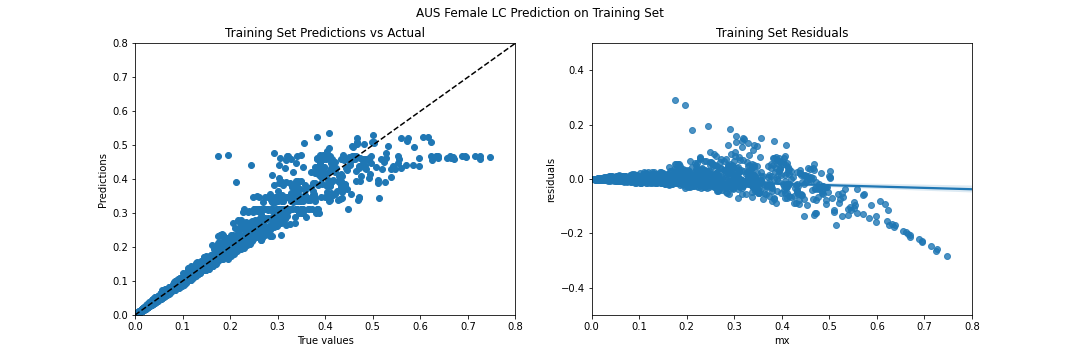 AUS Female LC Prediction on Training Set
Training Set Predictions vs Actual
Predictions
0.8
0.7
0.6
0.5
0.4
0.3
0.2
0.1
0.0
0.0 0.1 0.2 0.3 0.4 0.5 0.6 0.7 0.8
True values
Training Set Residuals
residuals
0.4
0.2
0.0
−0.2
−0.4
0.0 0.1 0.2 0.3 0.4 0.5 0.6 0.7 0.8
mx